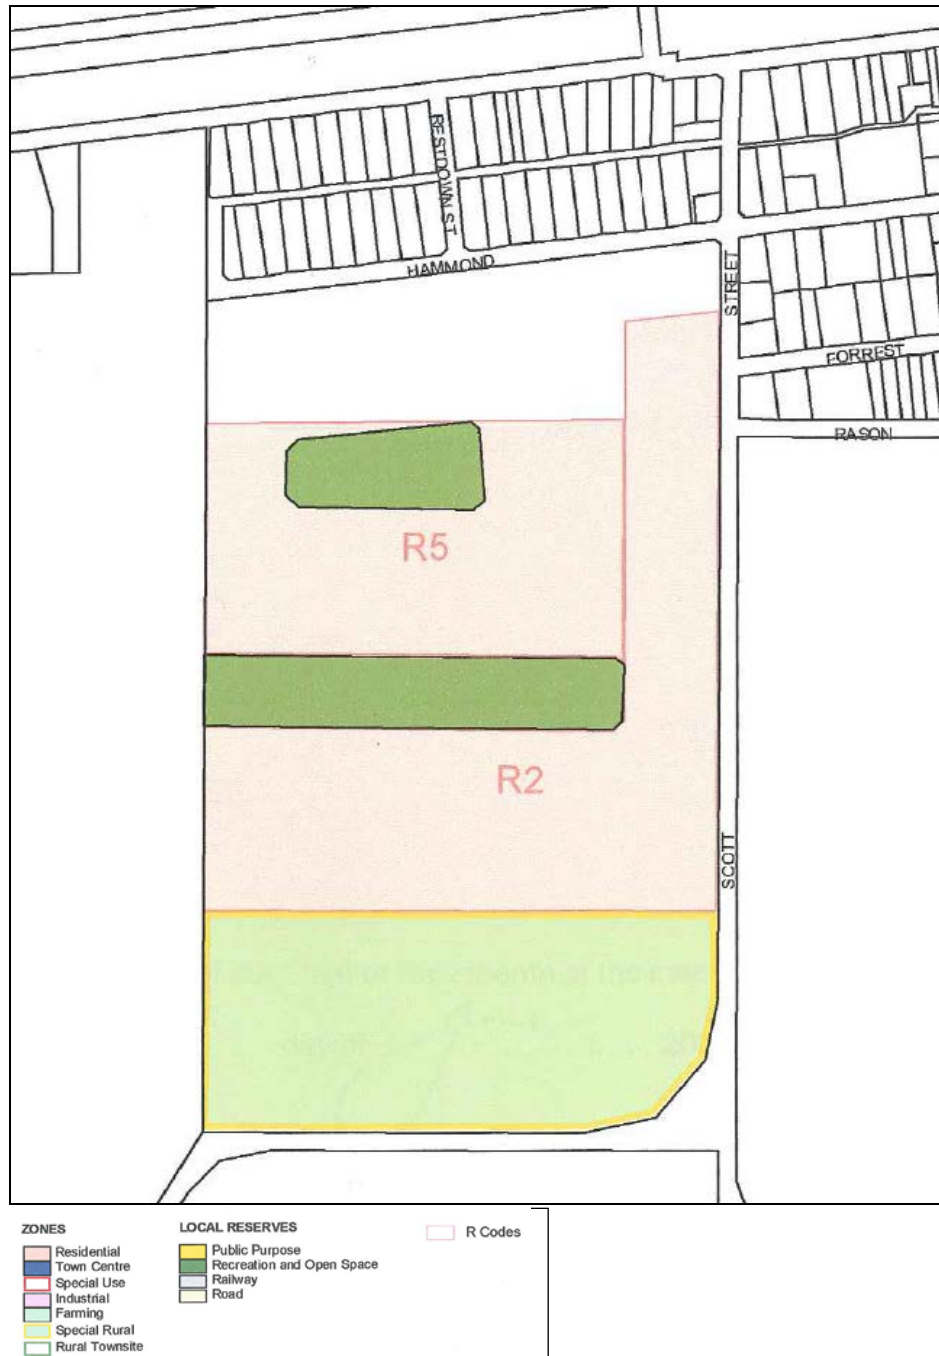 RESTDOWN ST
HAMMOND
STREET
FORREST
RASON
R5
R2
SCOTT
ZONES
Residential
Town Centre
Special Use
Industrial
Farming
Special Rural
Rural Townsite
LOCAL RESERVES
Public Purpose
Recreation and Open Space
Railway
Road
R Codes